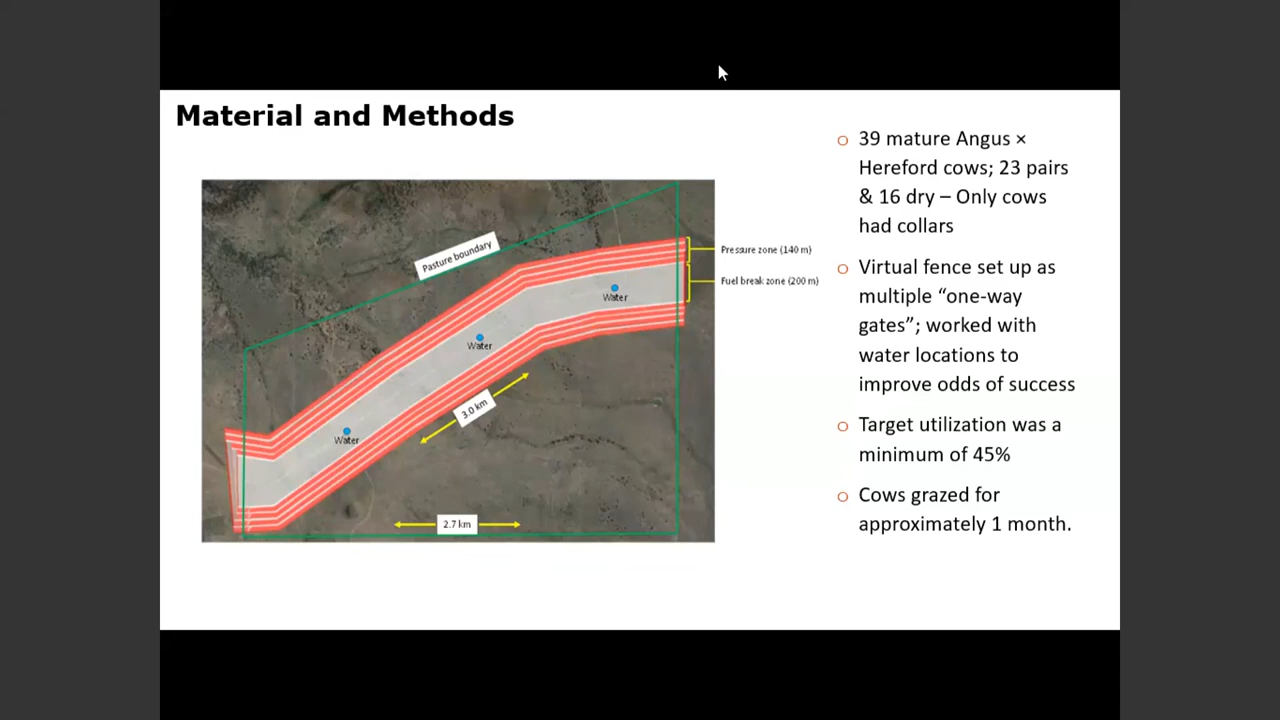 Material and Methods
Pasture boundary
Pressure zone (140 m)
Fuel break zone (200 m)
Water
Water
Water
3.0 km
2.7 km
o 39 mature Angus ×
Hereford cows; 23 pairs
& 16 dry – Only cows
had collars
o Virtual fence set up as
multiple “one-way
gates”; worked with
water locations to
improve odds of success
o Target utilization was a
minimum of 45%
o Cows grazed for
approximately 1 month.